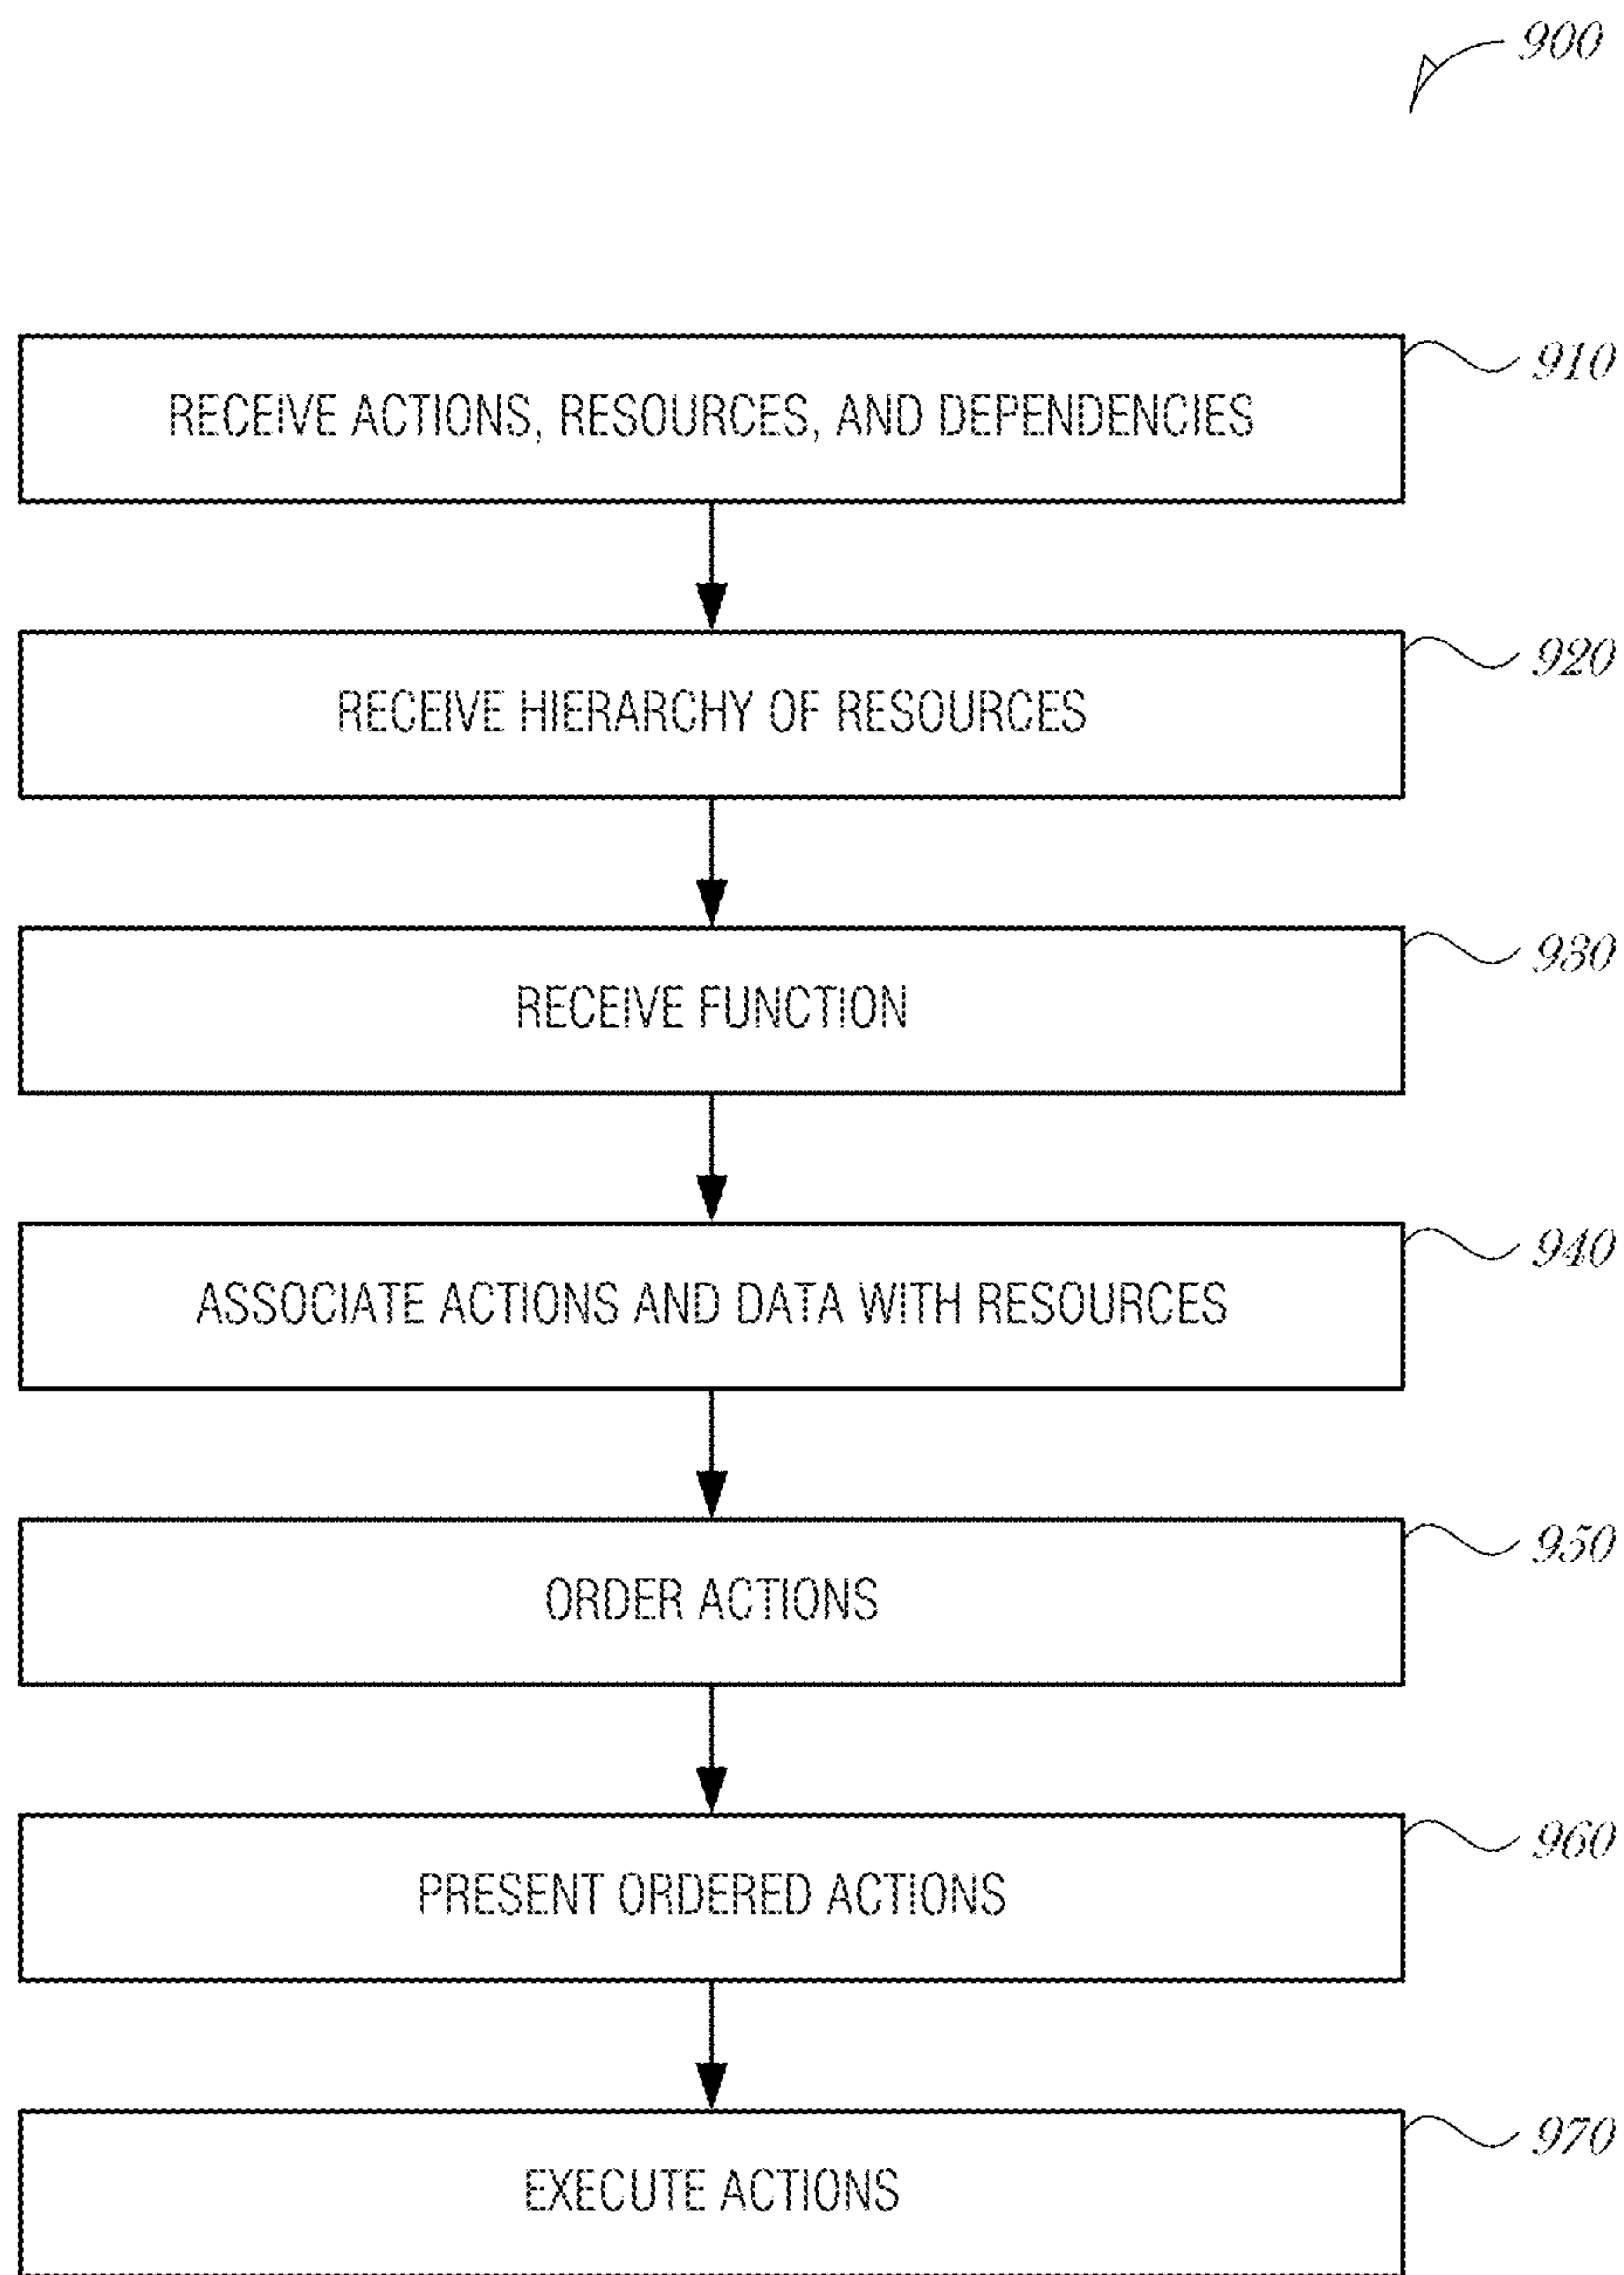 900
RECEIVE ACTIONS, RESOURCES, AND DEPENDENCIES
910
RECEIVE HIERARCHY OF RESOURCES
920
RECEIVE FUNCTION
930
ASSOCIATE ACTIONS AND DATA WITH RESOURCES
940
ORDER ACTIONS
950
PRESENT ORDERED ACTIONS
960
EXECUTE ACTIONS
970